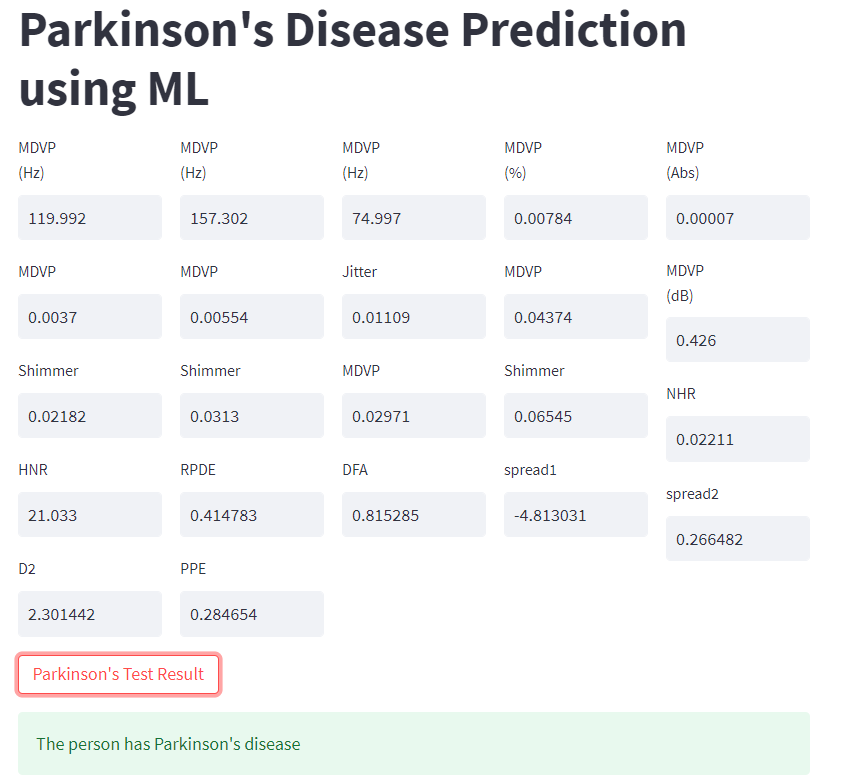 Parkinson's Disease Prediction
using ML
MDVP
(Hz)
119.992
MDVP
(Hz)
157.302
MDVP
(Hz)
74.997
MDVP
(%)
0.00784
MDVP
(Abs)
0.00007
MDVP
0.0037
MDVP
0.00554
Jitter
0.01109
MDVP
0.04374
MDVP
(dB)
0.426
Shimmer
0.02182
Shimmer
0.0313
MDVP
0.02971
Shimmer
0.06545
NHR
0.02211
HNR
21.033
RPDE
0.414783
DFA
0.815285
spread1
-4.813031
spread2
0.266482
D2
2.301442
PPE
0.284654
Parkinson's Test Result
The person has Parkinson's disease